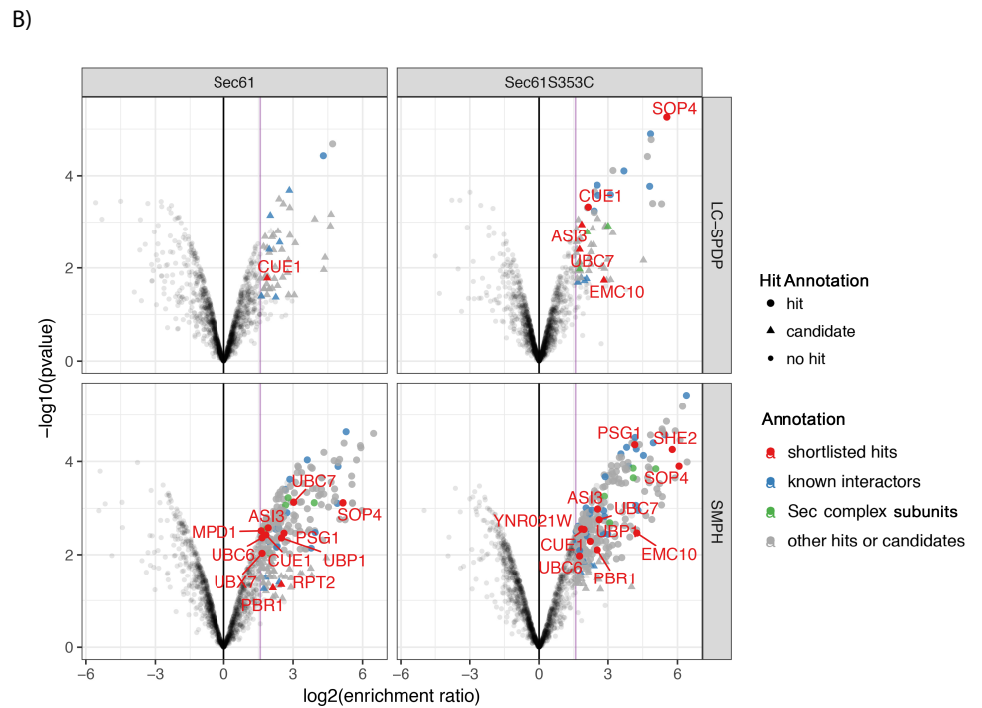 B)
Sec61
Sec61S353C
SOP4
CUE1
ASI3
UBC7
EMC10
CUE1
LC−SPDP
4
2
0
−log10(pvalue)
PSG1
SHE2
SOP4
ASI3
UBC7
YNR021W
UBP1
CUE1
EMC10
UBC6
PBR1
UBC7
SOP4
ASI3
MPD1
PSG1
UBC6
CUE1
UBP1
UBX7
RPT2
PBR1
SMPH
4
2
0
−6
−3
0
3
6
−6
−3
0
3
6
log2(enrichment ratio)
Hit Annotation
hit
candidate
no hit
Annotation
a shortlisted hits
a known interactors
a Sec complex subunits
a other hits or candidates